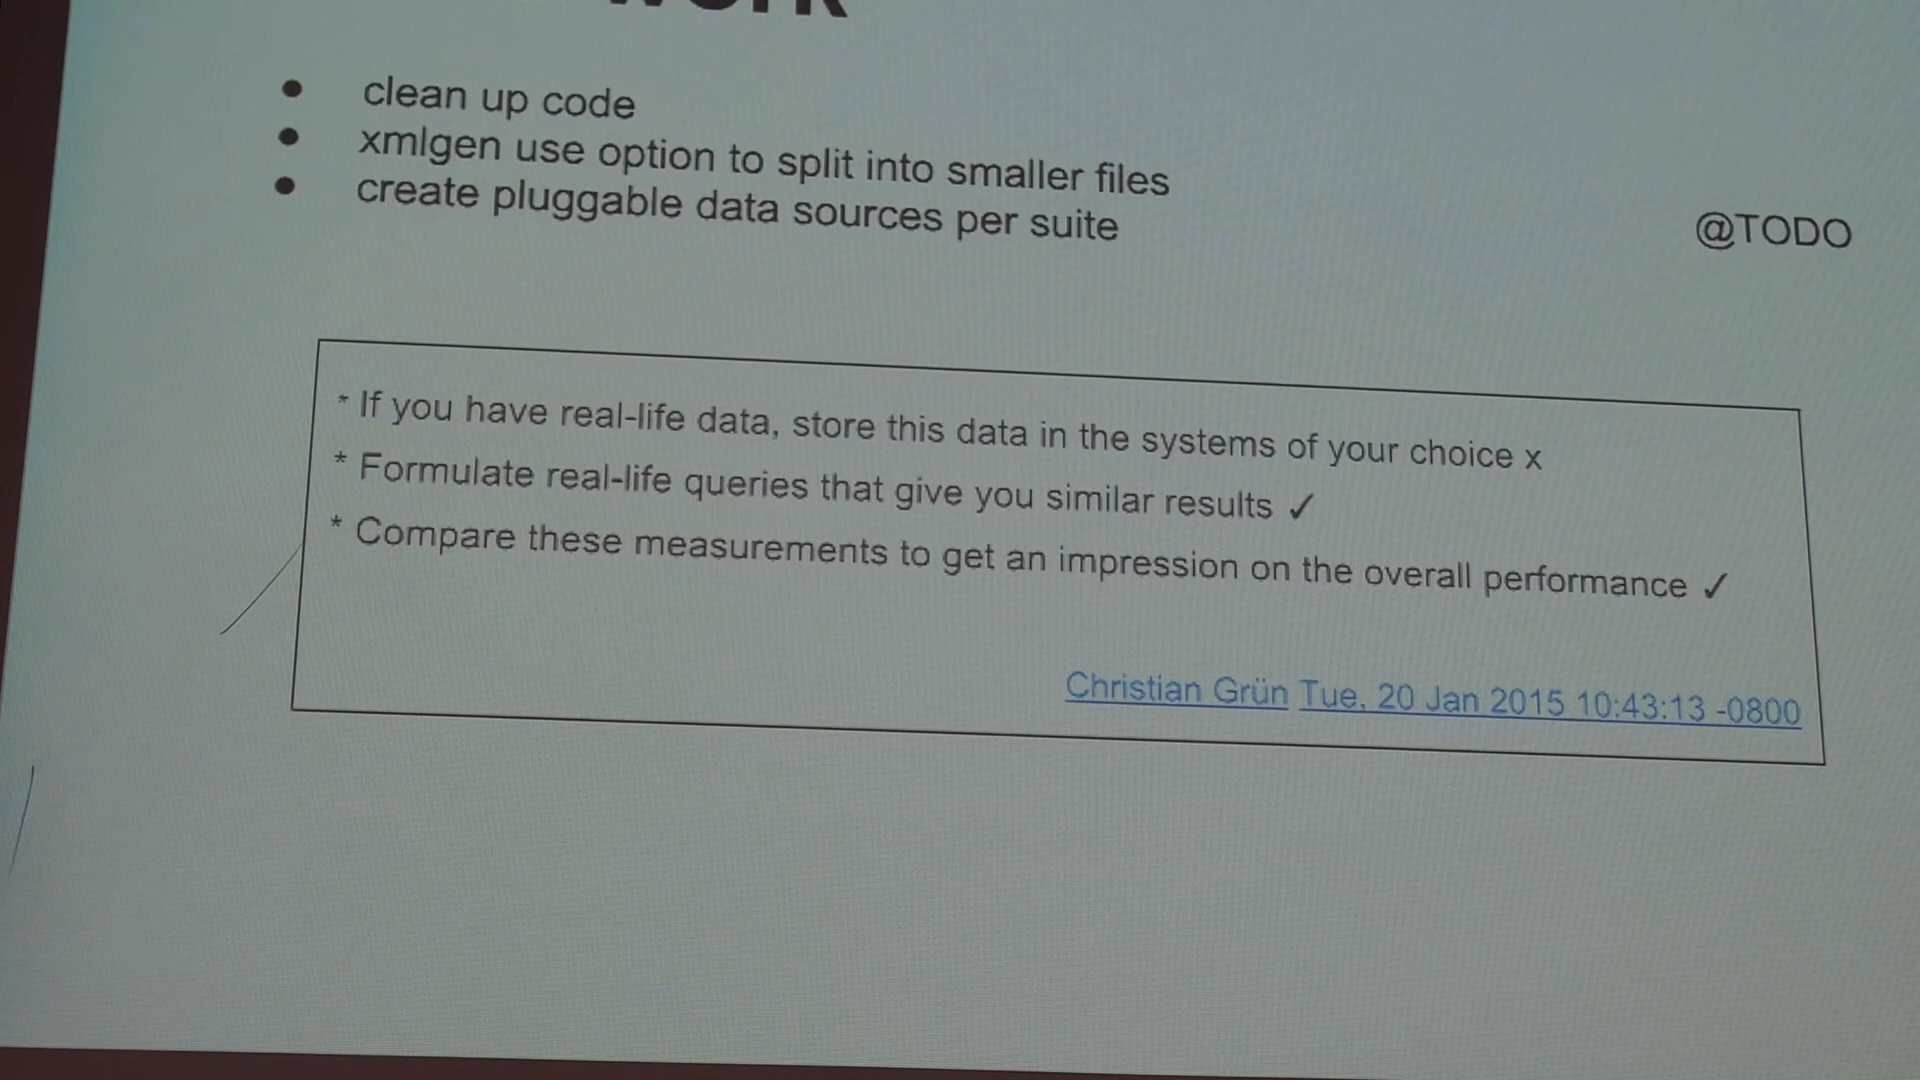 work
• clean up code
• xmlgen use option to split into smaller files
• create pluggable data sources per suite
@TODO
* If you have real-life data, store this data in the systems of your choice x
* Formulate real-life queries that give you similar results ✓
* Compare these measurements to get an impression on the overall performance ✓
Christian Grün Tue, 20 Jan 2015 10:43:13 -0800